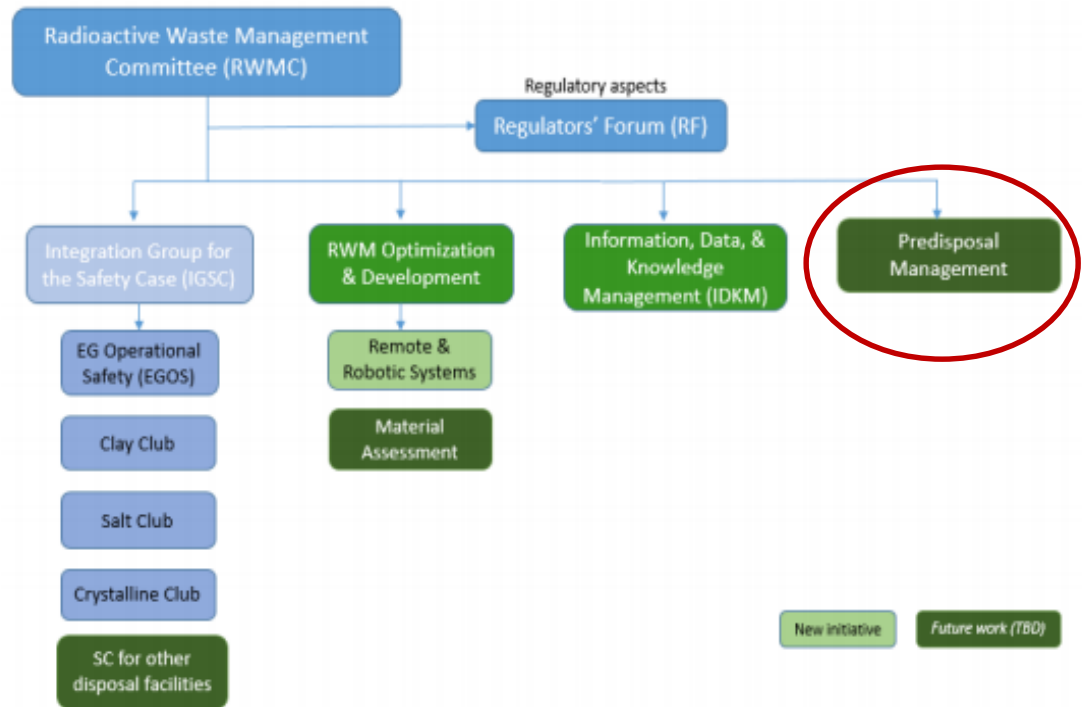 Radioactive Waste Management
Committee (RWMC)
Regulatory aspects
Regulators' Forum (RF)
Integration Group for
the Safety Case (IGSC)
RWM Optimization
& Development
Information, Data, &
Knowledge
Management (IDKM)
Predisposal
Management
EG Operational
Safety (EGOS)
Remote &
Robotic Systems
Clay Club
Material
Assessment
Salt Club
Crystalline Club
SC for other
disposal facilities
New initiative
Future work (TBD)